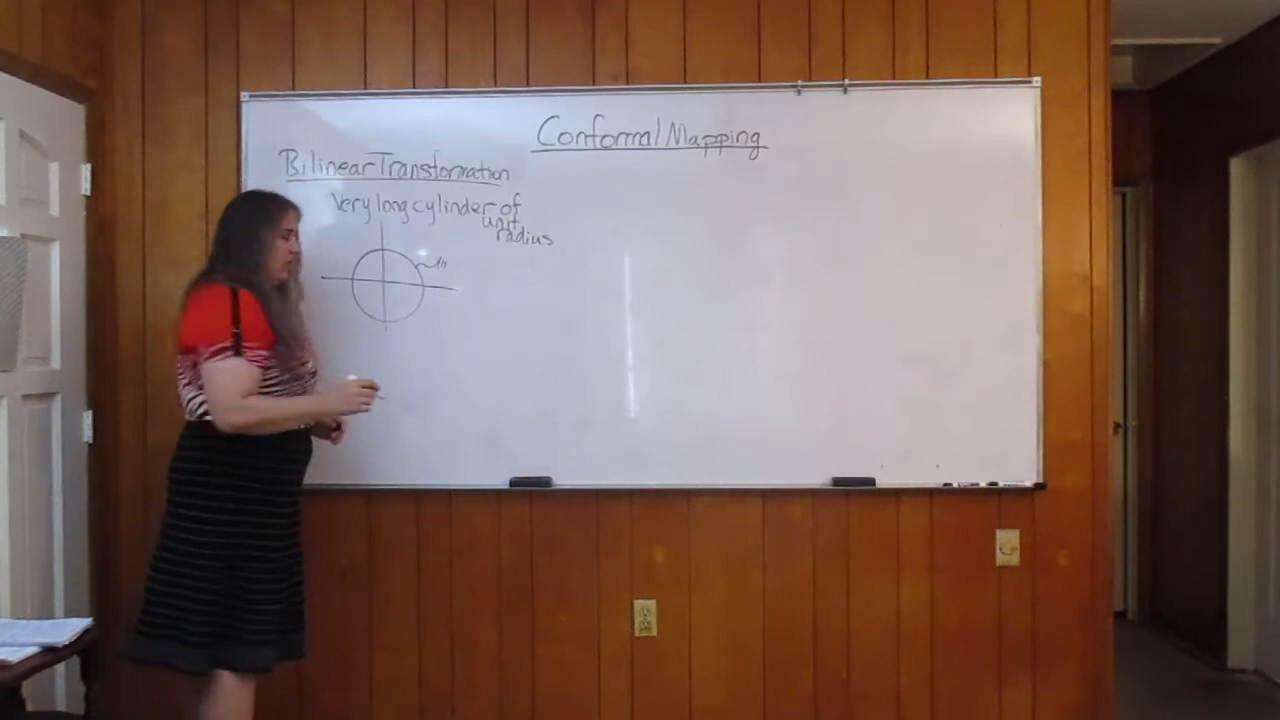 Conformal Mapping
Bilinear Transformation
Very long cylinder of
unit
radius